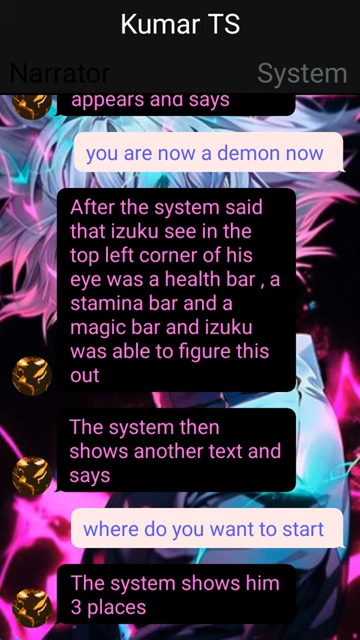 Kumar TS
Narrator
System
appears and says
you are now a demon now
After the system said
that izuku see in the
top left corner of his
eye was a health bar , a
stamina bar and a
magic bar and izuku
was able to figure this
out
The system then
shows another text and
says
where do you want to start
The system shows him
3 places